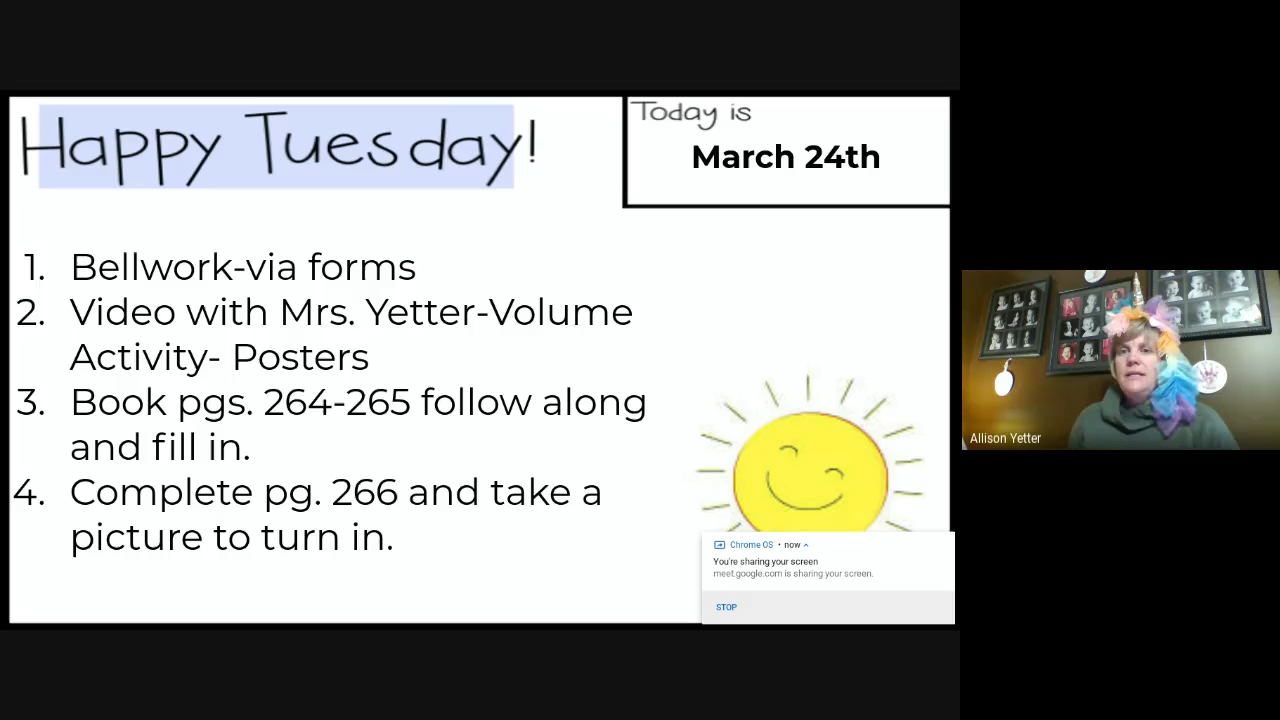 Happy Tuesday!
Today is
March 24th
1. Bellwork-via forms
2. Video with Mrs. Yetter-Volume
Activity- Posters
3. Book pgs. 264-265 follow along
and fill in.
4. Complete pg. 266 and take a
picture to turn in.
Chrome OS • now
You're sharing your screen
meet.google.com is sharing your screen.
STOP
Allison Yetter